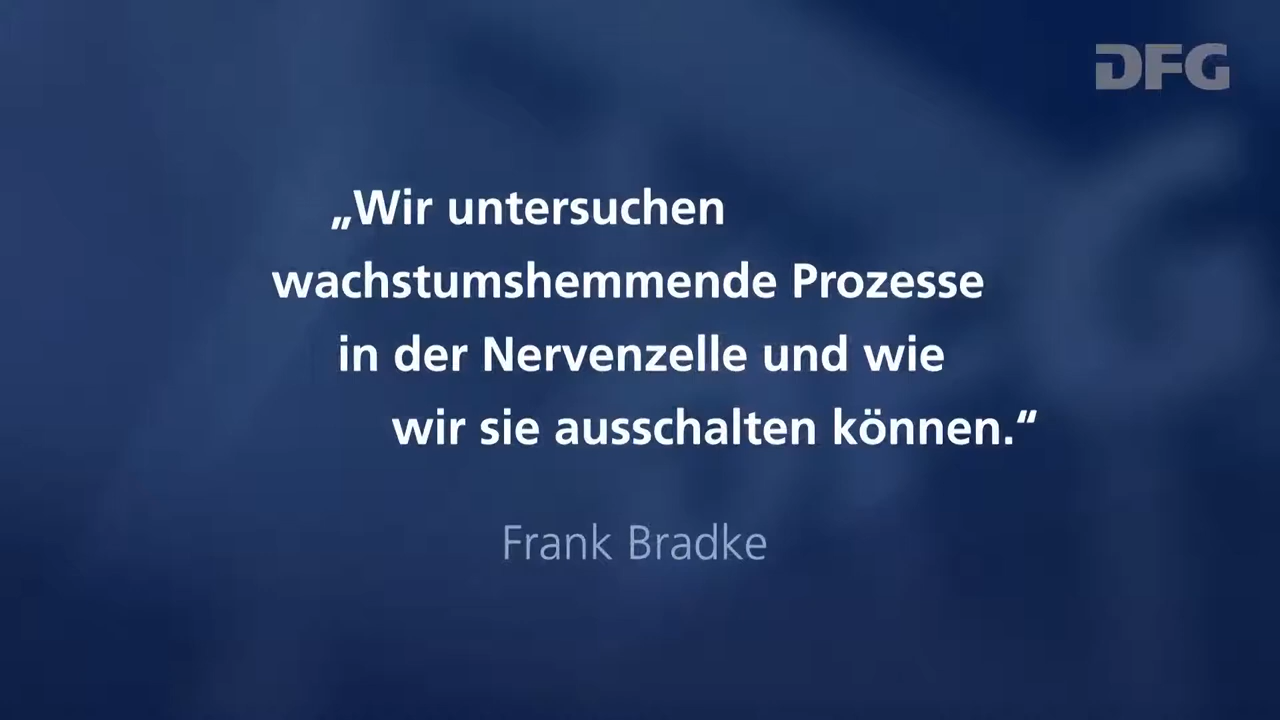 DFG
„Wir untersuchen
wachstumshemmende Prozesse
in der Nervenzelle und wie
wir sie ausschalten können.“
Frank Bradke